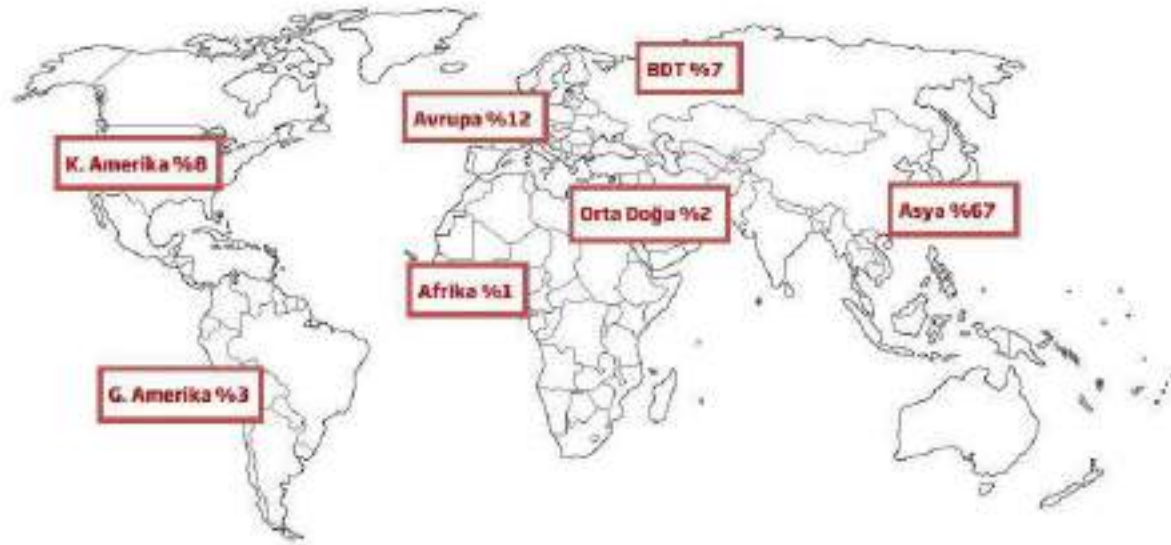 BDT %7
Avrupa %12
K. Amerika %8
Orta Doğu %2
Asya %67
Afrika %1
G. Amerika %3